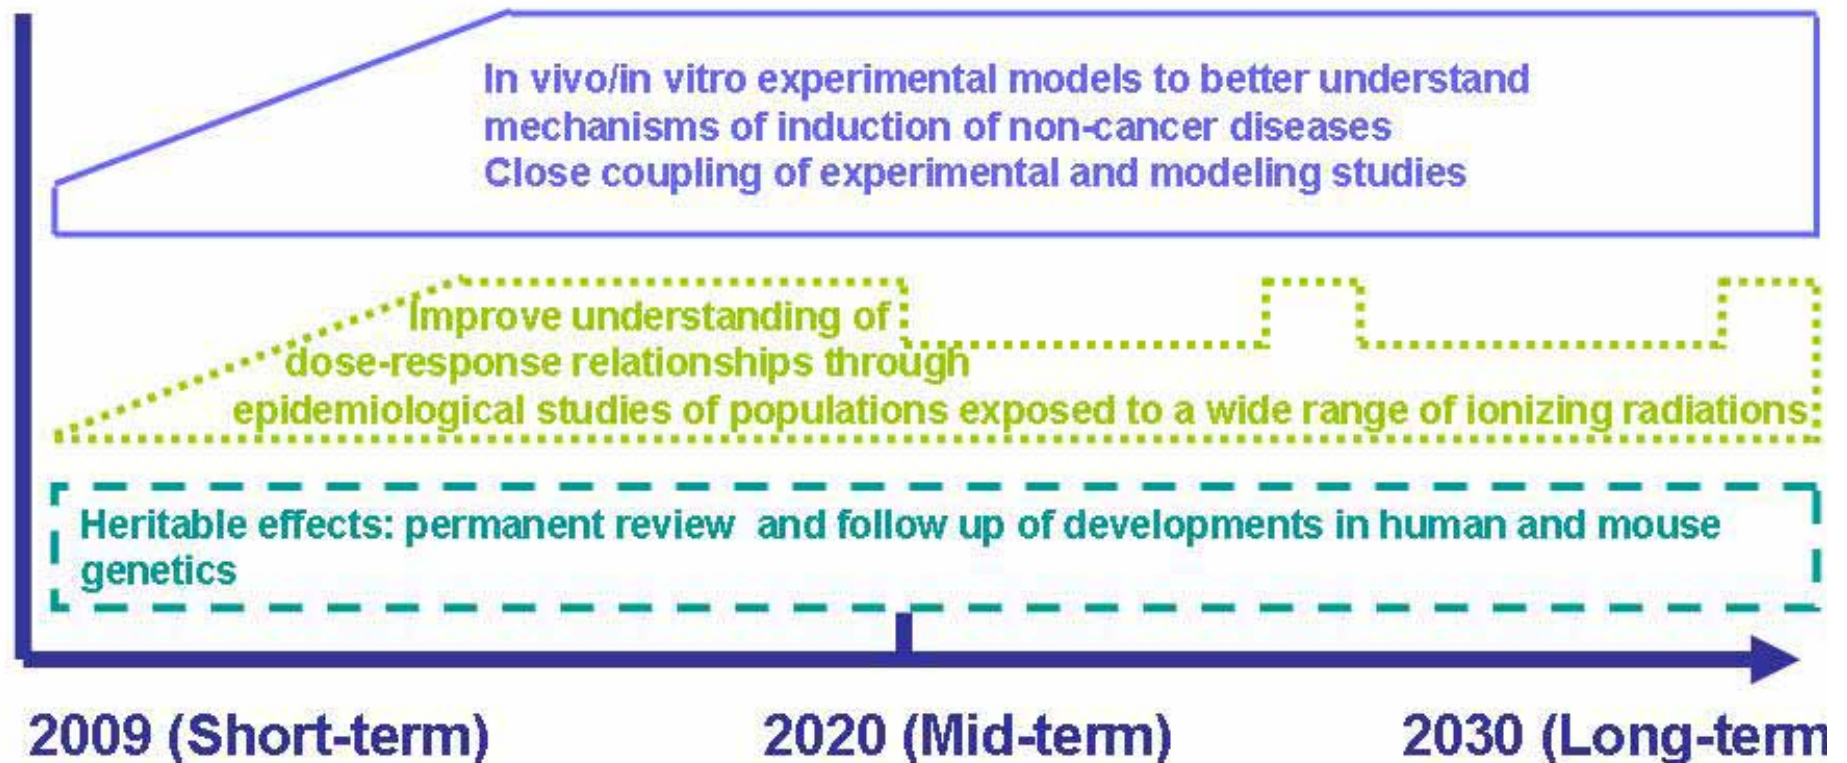 In vivo/in vitro experimental models to better understand
mechanisms of induction of non-cancer diseases
Close coupling of experimental and modeling studies
Improve understanding of
dose-response relationships through
epidemiological studies of populations exposed to a wide range of ionizing radiations
Heritable effects: permanent review and follow up of developments in human and mouse
genetics
2009 (Short-term) 2020 (Mid-term) 2030 (Long-term